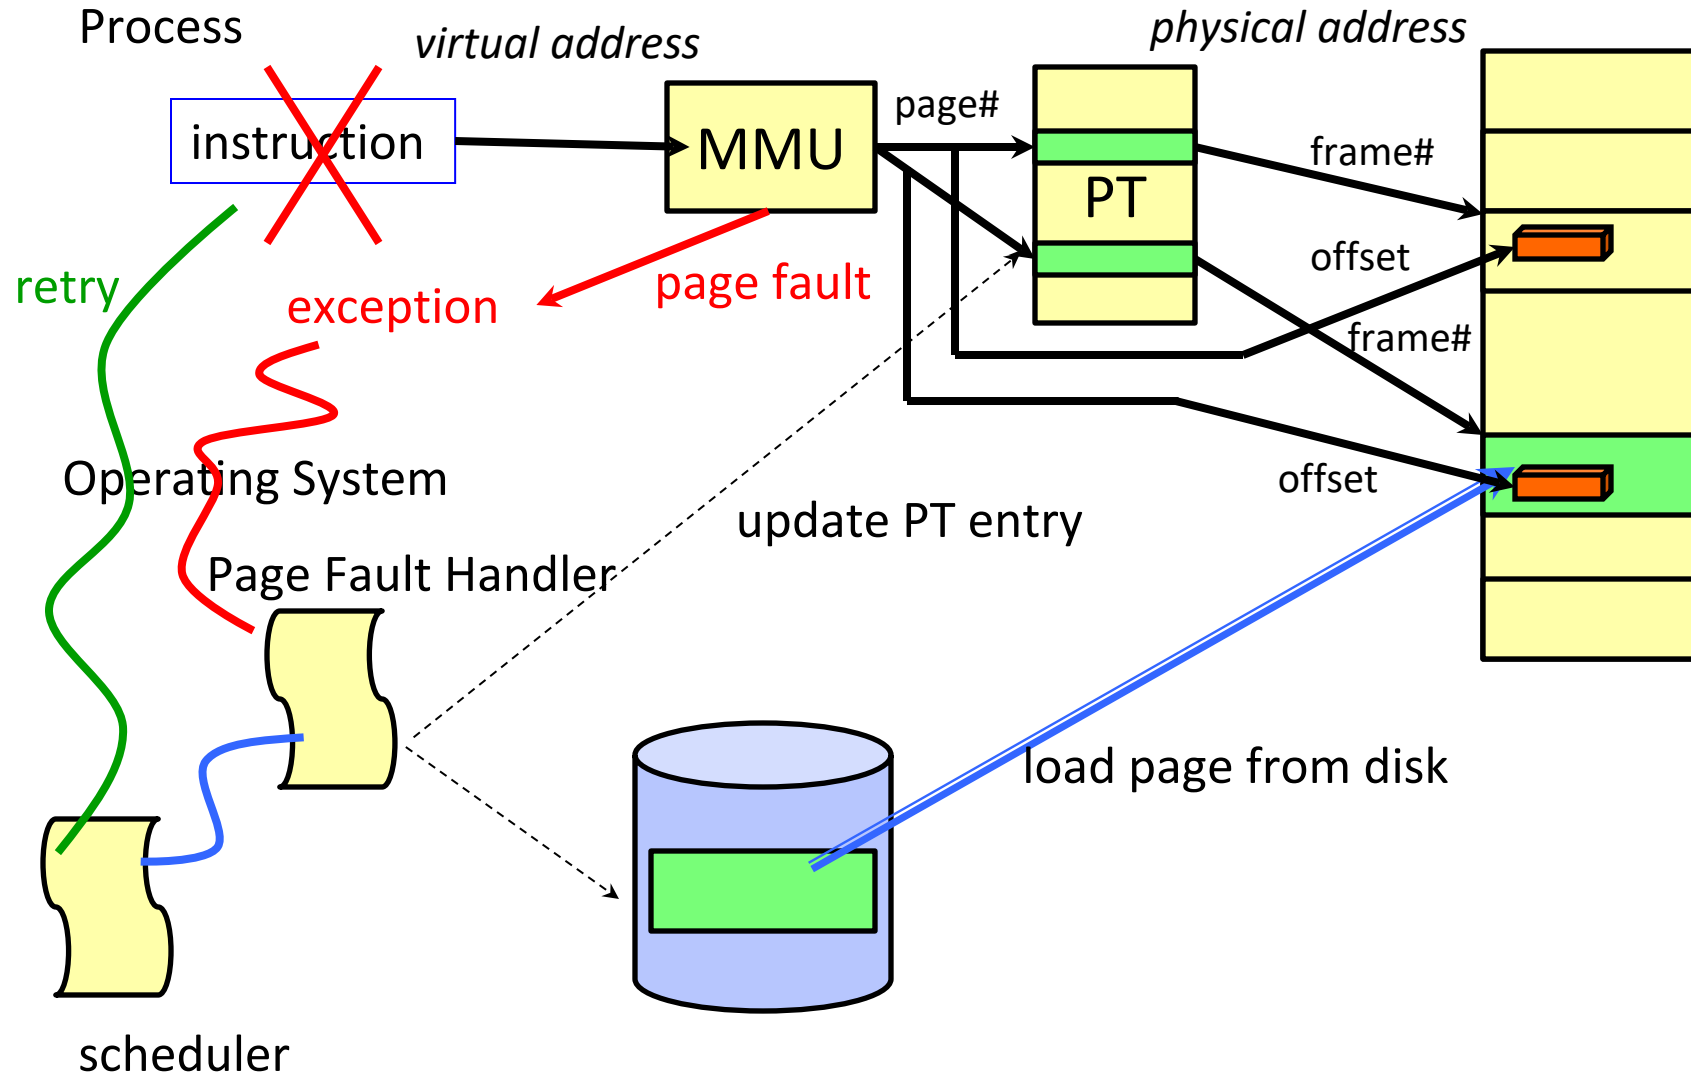 Process
virtual address
physical address
instruction
MMU
page#
PT
frame#
offset
retry
exception
page fault
frame#
Operating System
offset
update PT entry
Page Fault Handler
load page from disk
scheduler